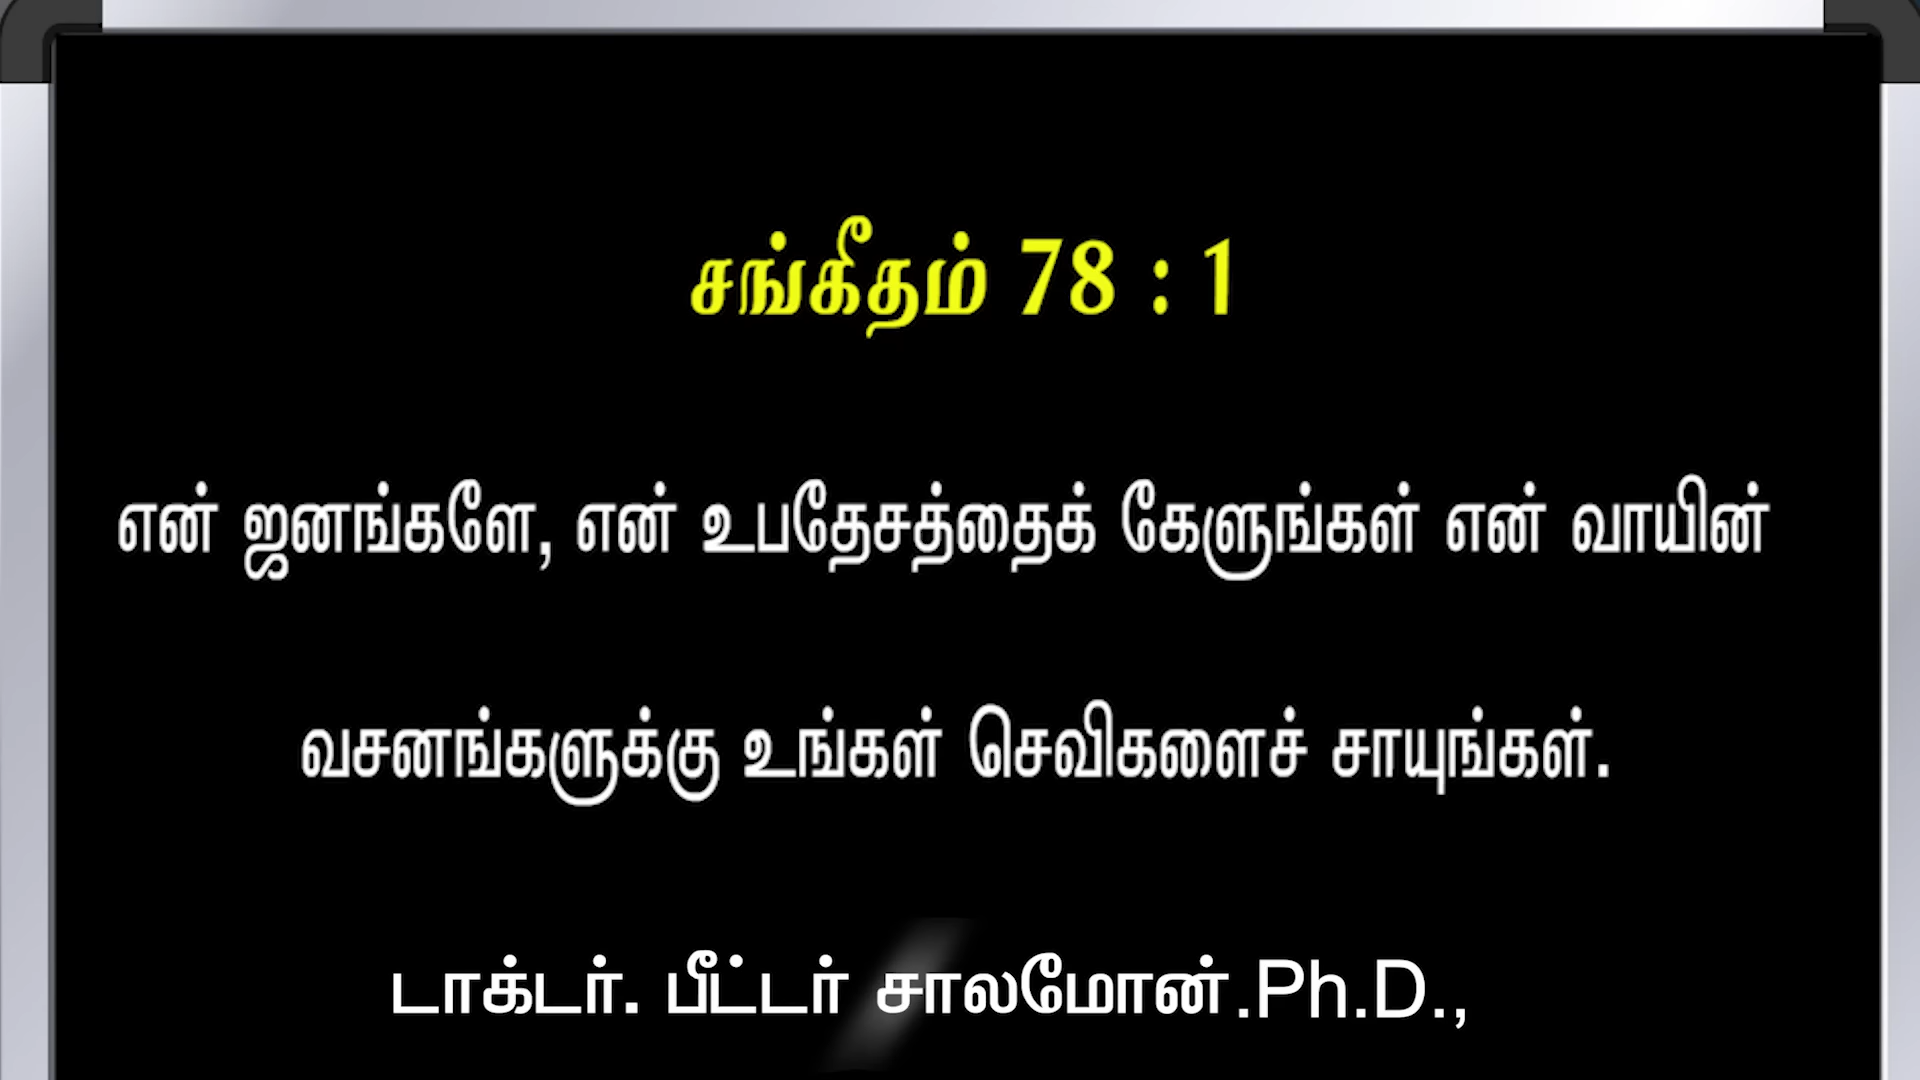 சங்கீதம் 78 : 1
என் ஜனங்களே, என் உபதேசத்தைக் கேளுங்கள் என் வாயின்
வசனங்களுக்கு உங்கள் செவிகளைச் சாயுங்கள்.
டாக்டர். பீட்டர் சாலமோன்.Ph.D.,